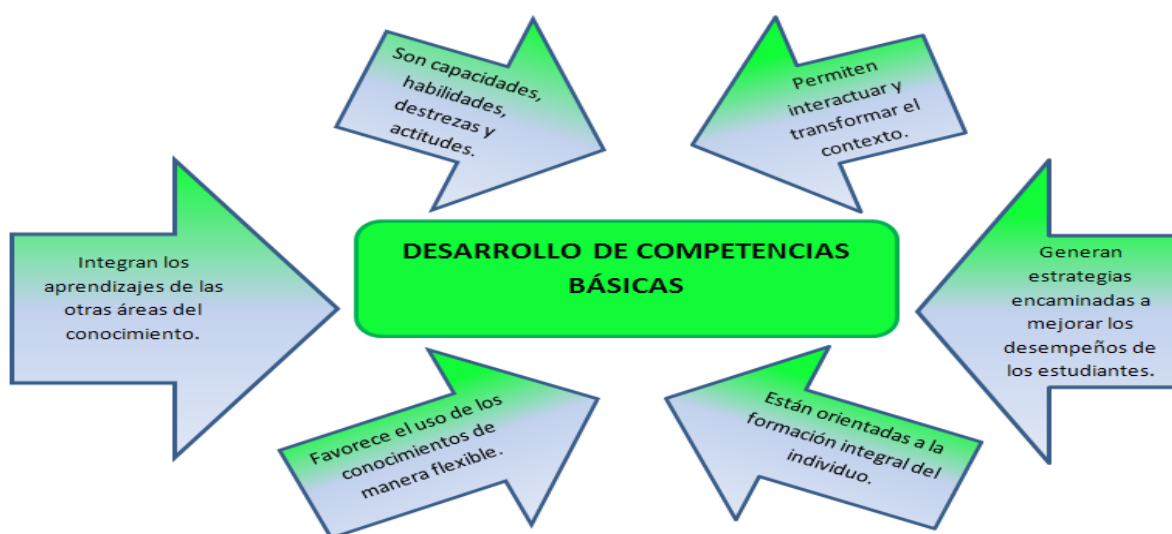 Son capacidades,
habilidades,
destrezas y
actitudes.
Permiten
interactuar y
transformar el
contexto.
Integran los
aprendizajes de las
otras áreas del
conocimiento.
DESARROLLO DE COMPETENCIAS
BÁSICAS
Generan
estrategias
encaminadas a
mejorar los
desempeños de
los estudiantes.
Favorece el uso de los
conocimientos de
manera flexible.
Están orientadas a la
formación integral del
individuo.